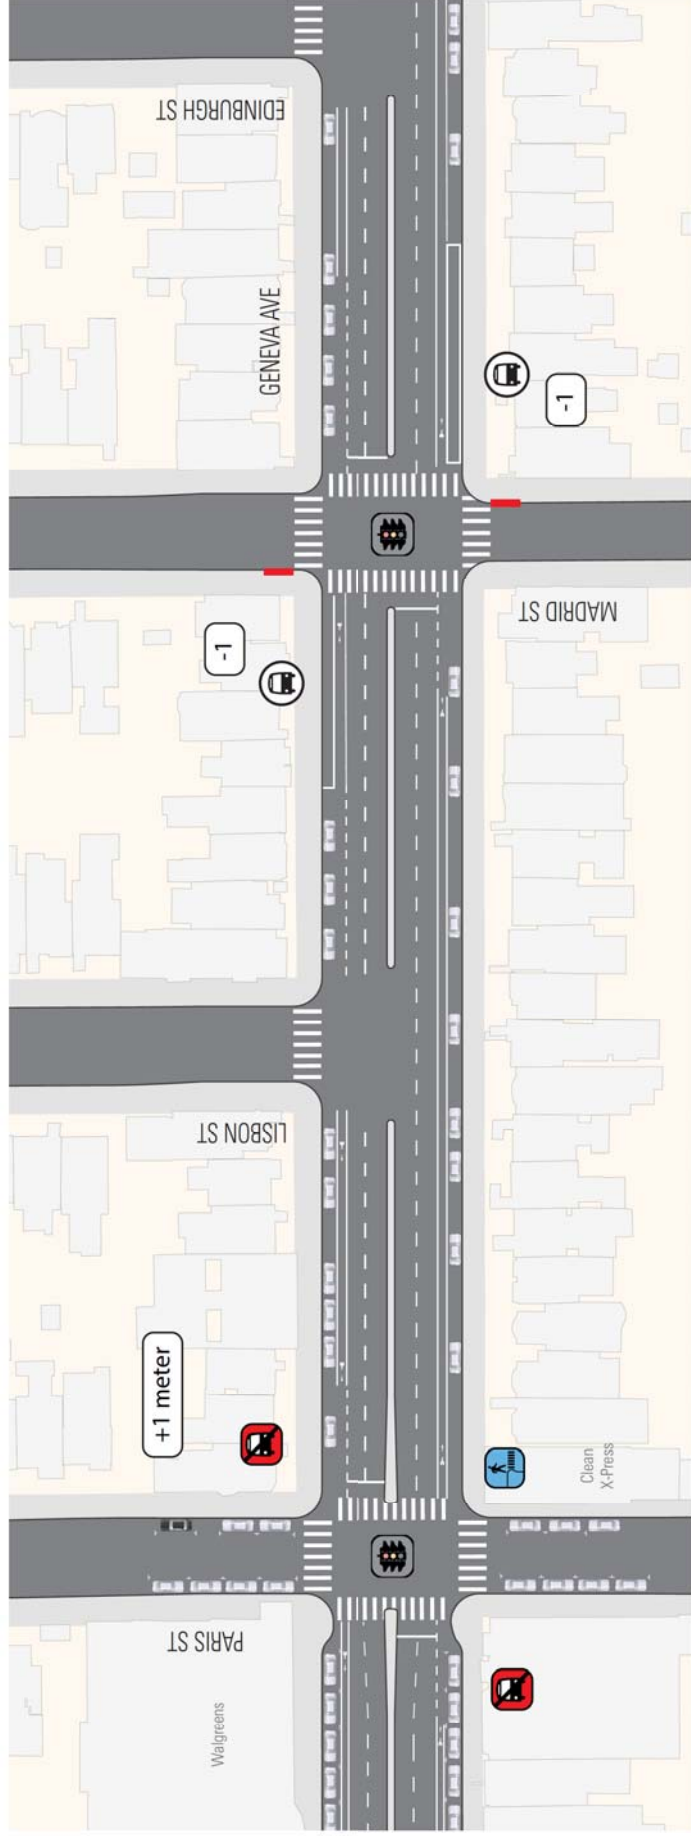 EDINBURGH ST
GENEVA AVE
-1
-1
MADRID ST
LISBON ST
+1 meter
Clean
X-Press
PARIS ST
Walgreens